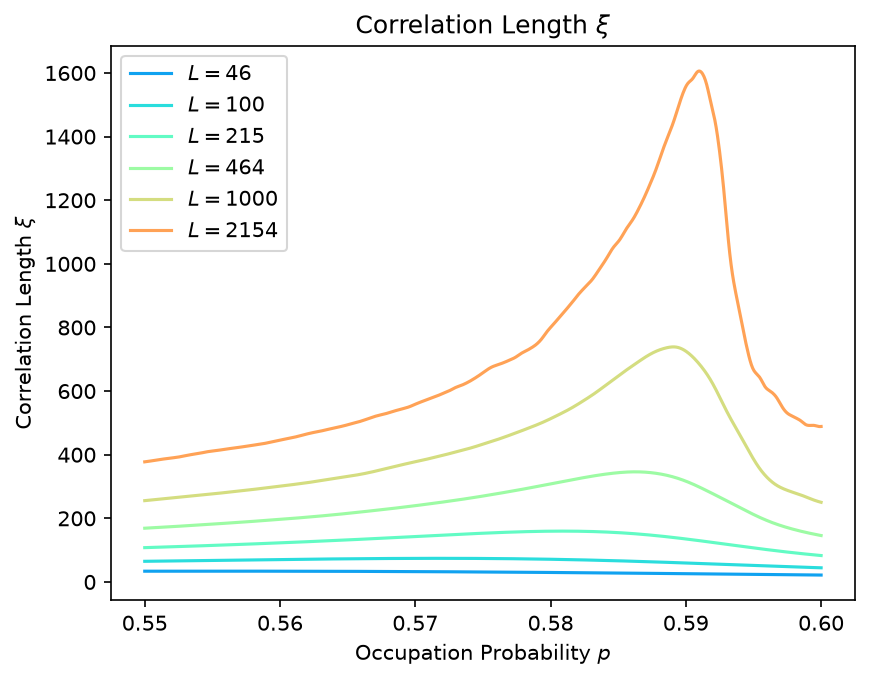 Correlation Length ξ
L = 46
L = 100
L = 215
L = 464
L = 1000
L = 2154
Correlation Length ξ
1600
1400
1200
1000
800
600
400
200
0
0.55 0.56 0.57 0.58 0.59 0.60
Occupation Probability p